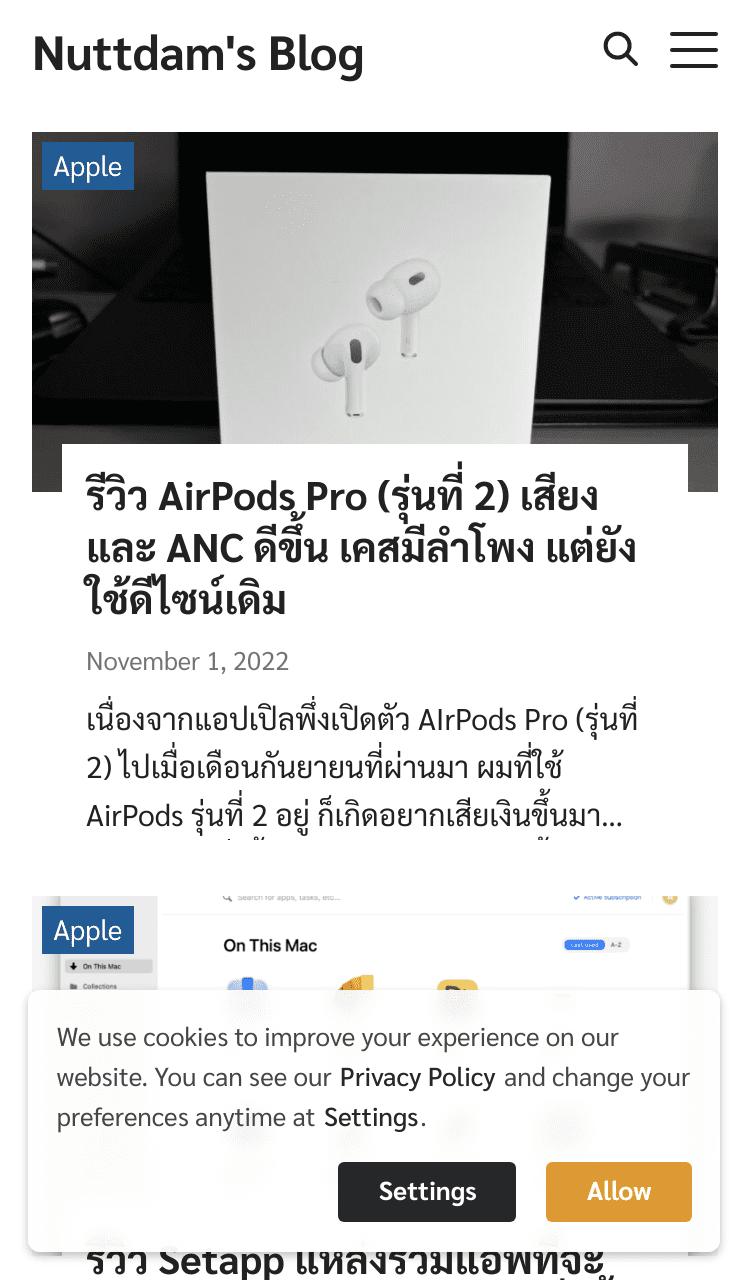 Nuttdam's Blog
Apple
รีวิว AirPods Pro (รุ่นที่ 2) เสียง
และ ANC ดีขึ้น เคสมีลำโพง แต่ยัง
ใช้ดีไซน์เดิม
November 1, 2022
เนื่องจากแอปเปิลพึ่งเปิดตัว AIrPods Pro (รุ่นที่
2) ไปเมื่อเดือนกันยายนที่ผ่านมา ผมที่ใช้
AirPods รุ่นที่ 2 อยู่ ก็เกิดอยากเสียเงินขึ้นมา...
Search for apps, tasks, etc...
Active subscription
Apple
On This Mac
Last used
A-Z
On This Mac
Collections
We use cookies to improve your experience on our
website. You can see our Privacy Policy and change your
preferences anytime at Settings.
Settings
Allow
รีวิว Setapp แหล่งรวมแอพที่จะ